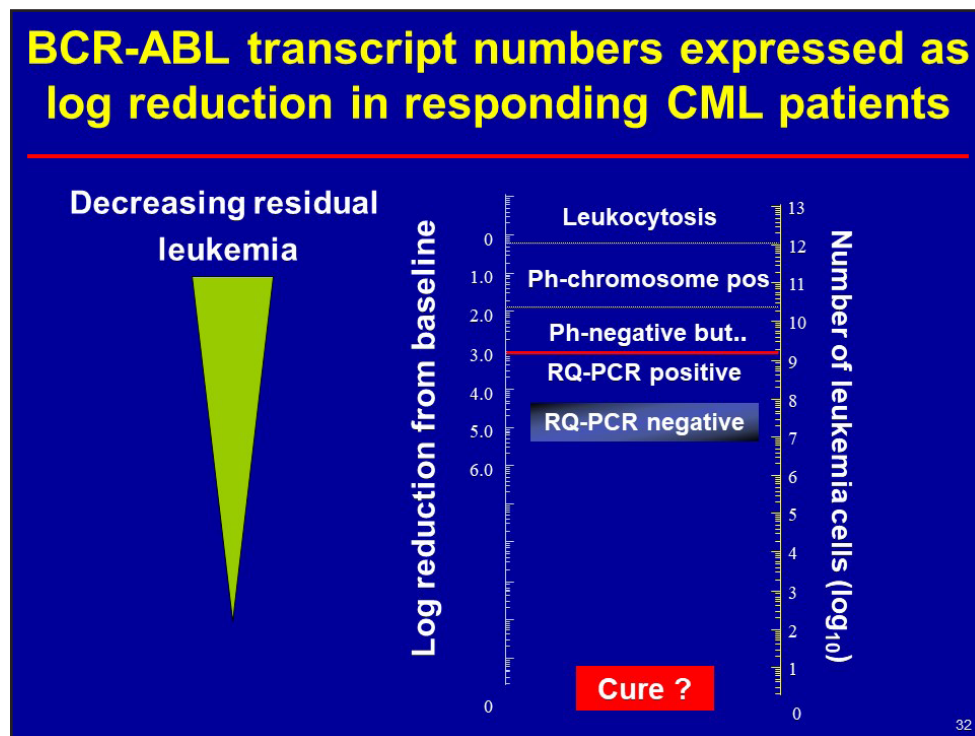 BCR-ABL transcript numbers expressed as
log reduction in responding CML patients
Decreasing residual
leukemia
Log reduction from baseline
0
1.0
2.0
3.0
4.0
5.0
6.0
0
Leukocytosis
Ph-chromosome pos
Ph-negative but..
RQ-PCR positive
RQ-PCR negative
Cure ?
13
12
11
10
9
8
7
6
5
4
3
2
1
0
Number of leukemia cells (log₁₀)
32